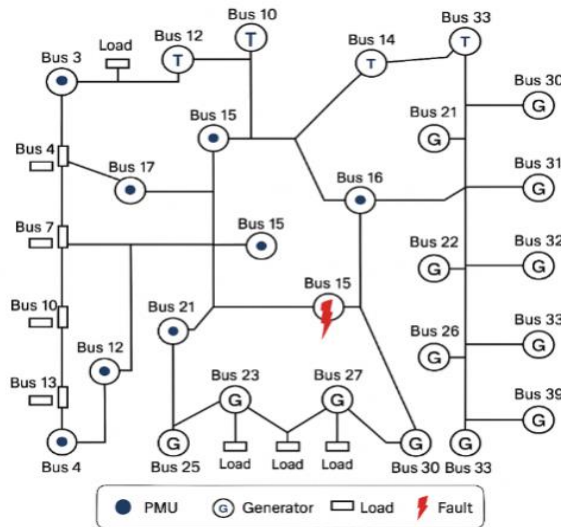 Bus 10
Bus 33
Bus 12
T
Load
Bus 14
T
Bus 3
T
T
Bus 30
G
Bus 15
Bus 21
G
Bus 4
Bus 17
Bus 16
Bus 31
G
Bus 7
Bus 15
Bus 22
G
Bus 32
G
Bus 15
G
Bus 10
Bus 21
Bus 33
G
Bus 12
Bus 26
G
Bus 13
Bus 23
G
Bus 27
G
Bus 39
G
Bus 4
G
Bus 25
Load
Load
Load
G
Bus 30
G
Bus 33
PMU
G Generator
Load
Fault